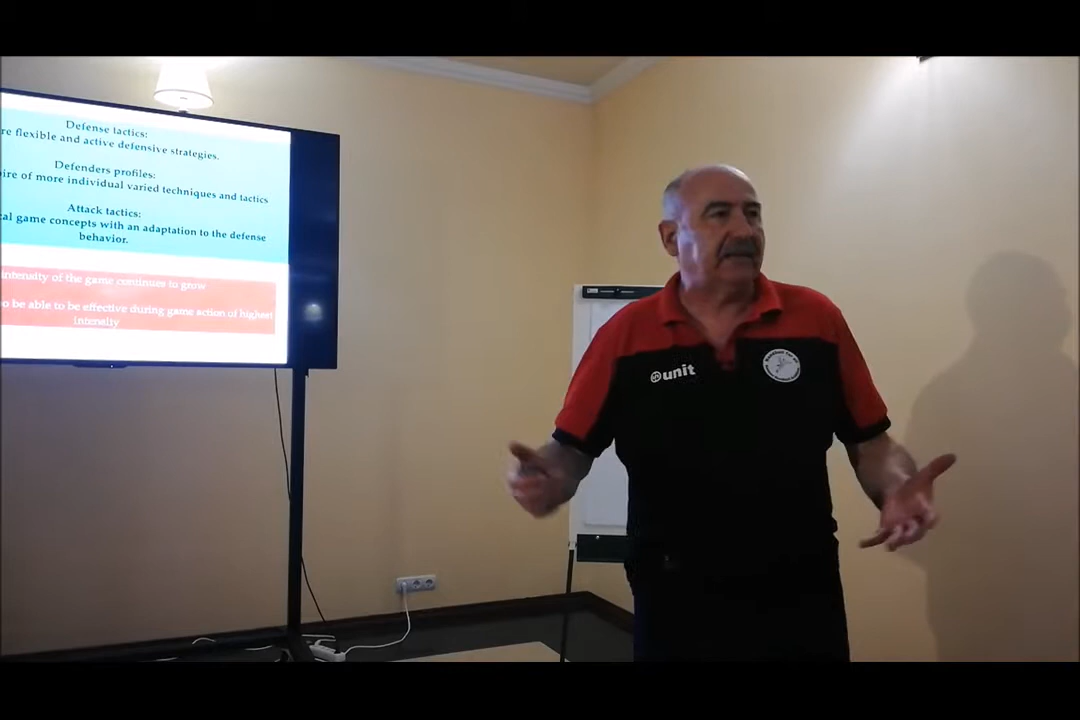 Defense tactics:
re flexible and active defensive strategies.
Defenders profiles:
oire of more individual varied techniques and tactics
Attack tactics:
cal game concepts with an adaptation to the defense
behavior.
intensity of the game continues to grow
o be able to be effective during game action of highest
intensity
unit